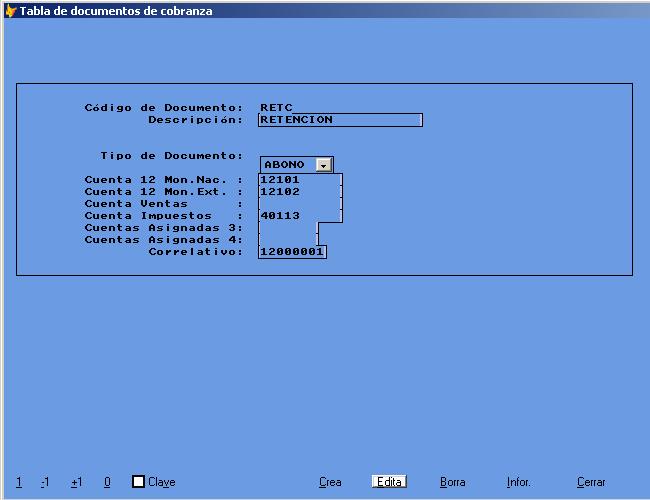 Tabla de documentos de cobranza
Código de Documento: RETC
Descripción: RETENCION
Tipo de Documento: ABONO
Cuenta 12 Mon.Nac. : 12101
Cuenta 12 Mon.Ext. : 12102
Cuenta Ventas :
Cuenta Impuestos : 40113
Cuentas Asignadas 3:
Cuentas Asignadas 4:
Correlativo: 12000001
1 -1 +1 0 Clave Crea Edita Borra Infor. Cerrar